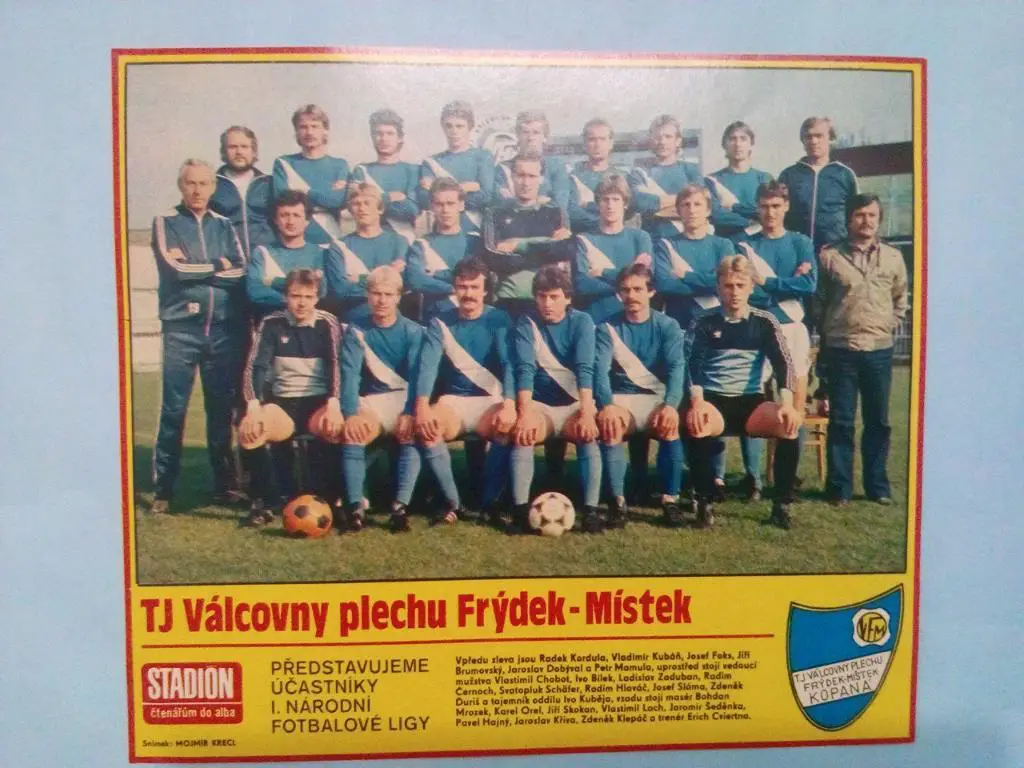 TJ Válcovny plechu Frýdek-Místek
STADIÓN
čtenářům do alba
PŘEDSTAVUJEME
ÚČASTNÍKY
I. NÁRODNÍ
FOTBALOVÉ LIGY
Vpředu zleva jsou Radek Kordula, Vladimír Kubáň, Josef Foks, Jiří
Brumovský, Jaroslav Dobýval a Petr Mamula, uprostřed stojí vedoucí
mužstva Vlastimil Chobot, Ivo Bílek, Ladislav Zaduban, Radim
Černoch, Svatopluk Schäfer, Radim Hlaváč, Josef Sláma, Zdeněk
Duriš a tajemník oddílu Ivo Kuběja, vzadu stojí masér Bohdan
Mrozek, Karel Orel, Jiří Skokan, Vlastimil Lach, Jaromír Šeděnka,
Pavel Hajný, Jaroslav Křiva, Zdeněk Klepáč a trenér Erich Cviertna.
Snímek: MOJMÍR KRECL
VFM
TJ VÁLCOVNY PLECHU
FRÝDEK-MÍSTEK
KOPANÁ